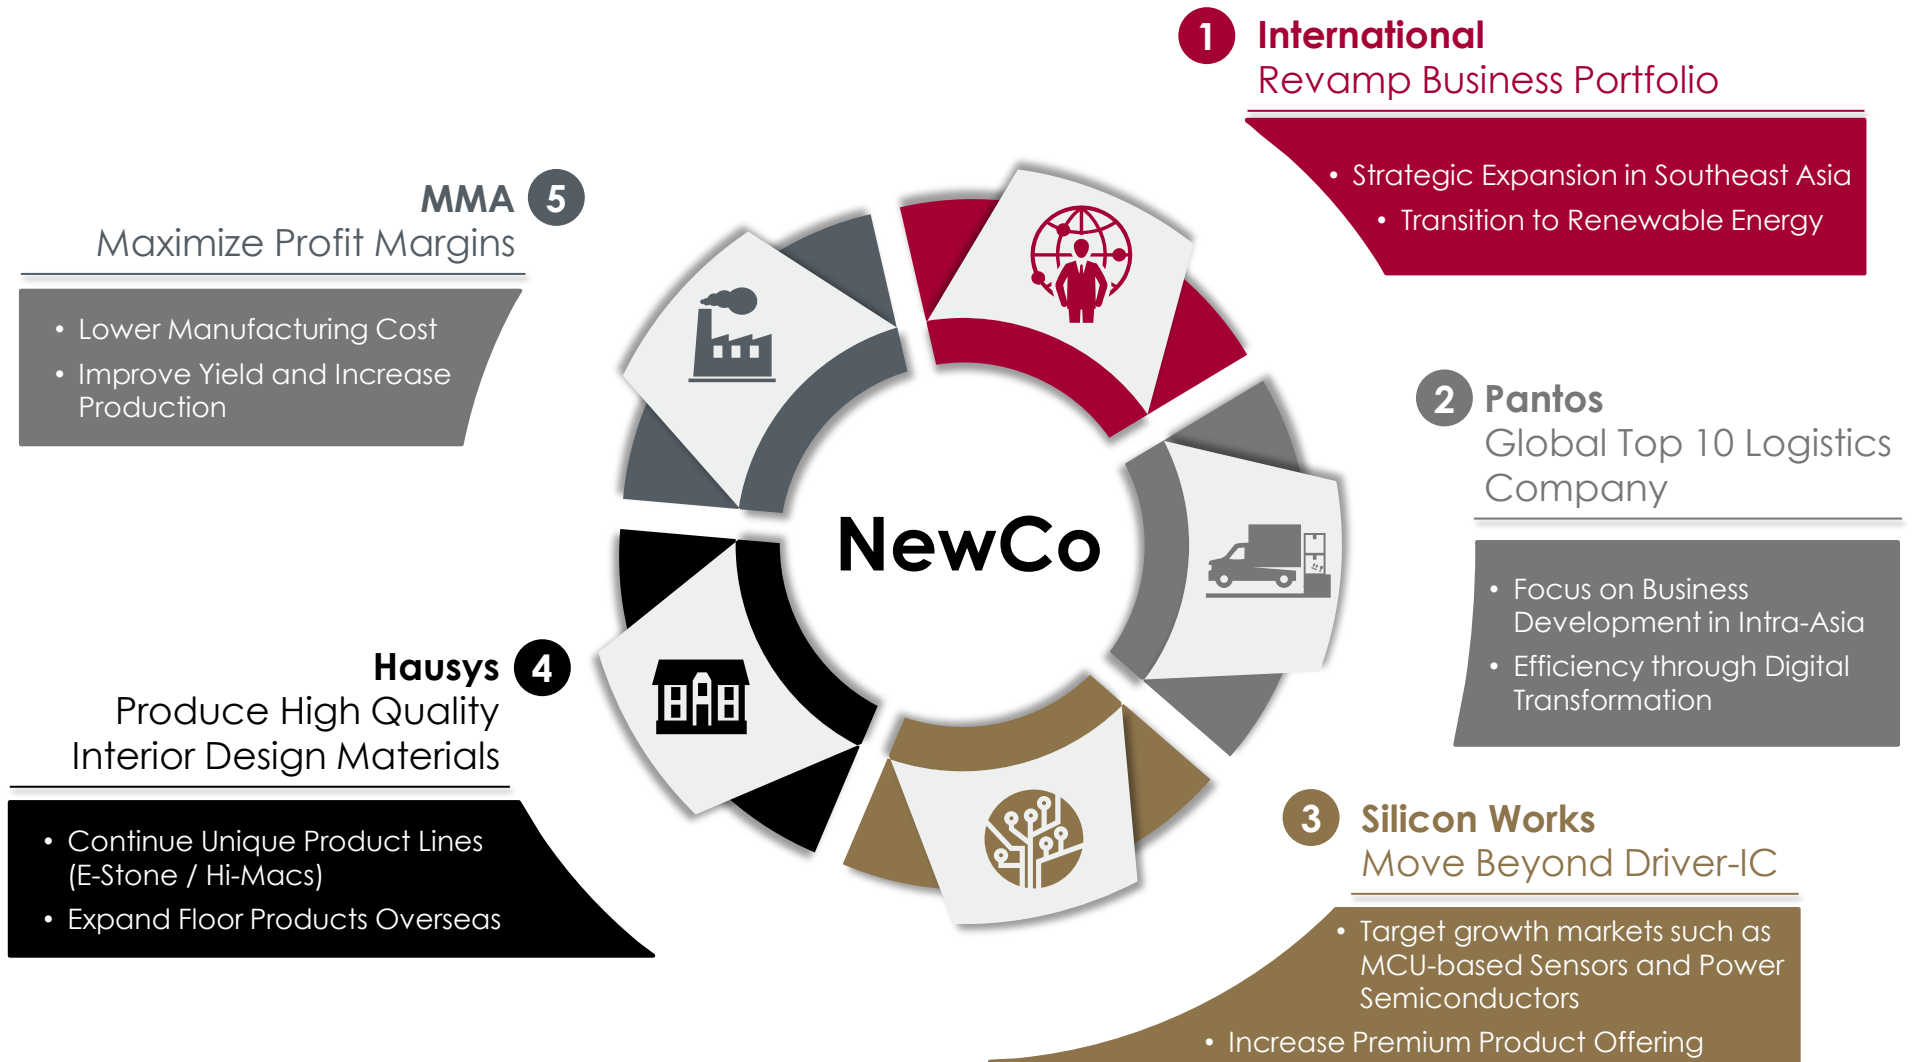 1 International
Revamp Business Portfolio
• Strategic Expansion in Southeast Asia
• Transition to Renewable Energy
2 Pantos
Global Top 10 Logistics
Company
• Focus on Business
Development in Intra-Asia
• Efficiency through Digital
Transformation
3 Silicon Works
Move Beyond Driver-IC
• Target growth markets such as
MCU-based Sensors and Power
Semiconductors
• Increase Premium Product Offering
Hausys 4
Produce High Quality
Interior Design Materials
• Continue Unique Product Lines
(E-Stone / Hi-Macs)
• Expand Floor Products Overseas
MMA 5
Maximize Profit Margins
• Lower Manufacturing Cost
• Improve Yield and Increase
Production
NewCo